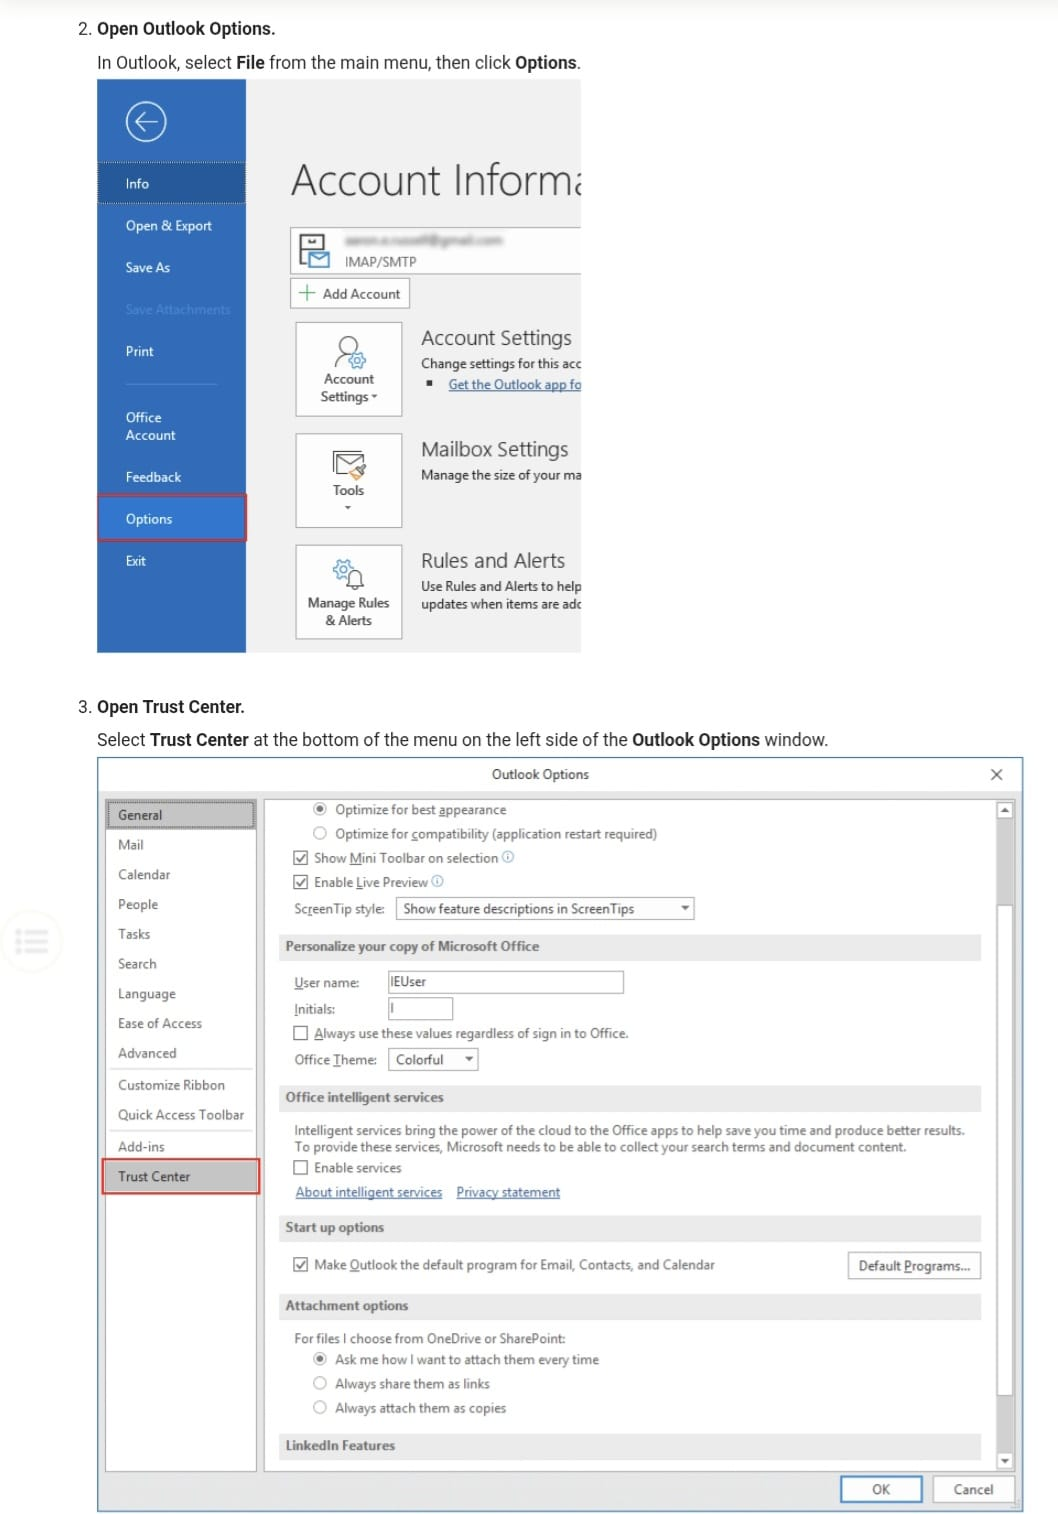 2. Open Outlook Options.
In Outlook, select File from the main menu, then click Options.
Info
Open & Export
Save As
Save Attachments
Print
Office
Account
Feedback
Options
Exit
Account Informa
IMAP/SMTP
Add Account
Account
Settings
Account Settings
Change settings for this acc
Get the Outlook app fo
Tools
Mailbox Settings
Manage the size of your ma
Manage Rules
& Alerts
Rules and Alerts
Use Rules and Alerts to help
updates when items are add
3. Open Trust Center.
Select Trust Center at the bottom of the menu on the left side of the Outlook Options window.
Outlook Options
General
Mail
Calendar
People
Tasks
Search
Language
Ease of Access
Advanced
Customize Ribbon
Quick Access Toolbar
Add-ins
Trust Center
Optimize for best appearance
Optimize for compatibility (application restart required)
Show Mini Toolbar on selection
Enable Live Preview
ScreenTip style: Show feature descriptions in ScreenTips
Personalize your copy of Microsoft Office
User name: IEUser
Initials: I
Always use these values regardless of sign in to Office.
Office Theme: Colorful
Office intelligent services
Intelligent services bring the power of the cloud to the Office apps to help save you time and produce better results.
To provide these services, Microsoft needs to be able to collect your search terms and document content.
Enable services
About intelligent services Privacy statement
Start up options
Make Outlook the default program for Email, Contacts, and Calendar
Default Programs...
Attachment options
For files I choose from OneDrive or SharePoint:
Ask me how I want to attach them every time
Always share them as links
Always attach them as copies
LinkedIn Features
OK Cancel